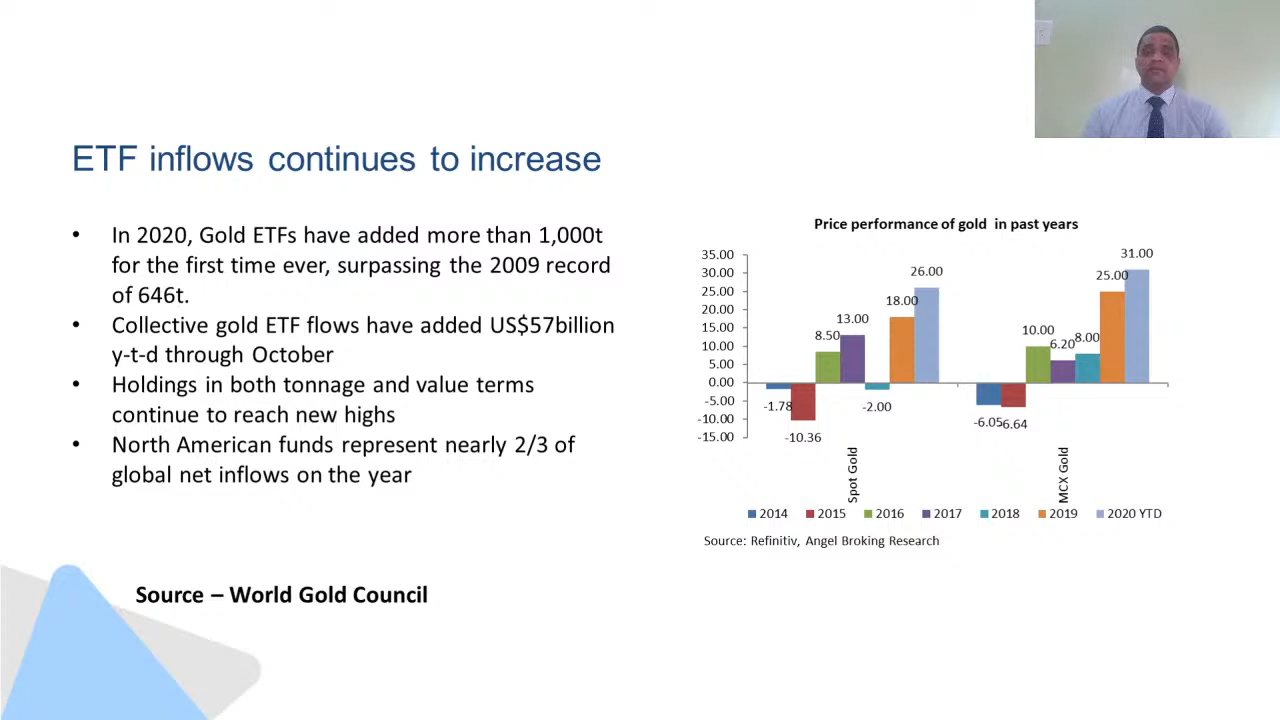 ETF inflows continues to increase
• In 2020, Gold ETFs have added more than 1,000t
for the first time ever, surpassing the 2009 record
of 646t.
• Collective gold ETF flows have added US$57billion
y-t-d through October
• Holdings in both tonnage and value terms
continue to reach new highs
• North American funds represent nearly 2/3 of
global net inflows on the year
Source – World Gold Council
Price performance of gold in past years
35.00
30.00
25.00
20.00
15.00
10.00
5.00
0.00
-5.00
-10.00
-15.00
-1.78
-10.36
8.50
13.00
-2.00
18.00
26.00
-6.05
-6.64
10.00
6.20
8.00
25.00
31.00
Spot Gold
MCX Gold
2014 2015 2016 2017 2018 2019 2020 YTD
Source: Refinitiv, Angel Broking Research